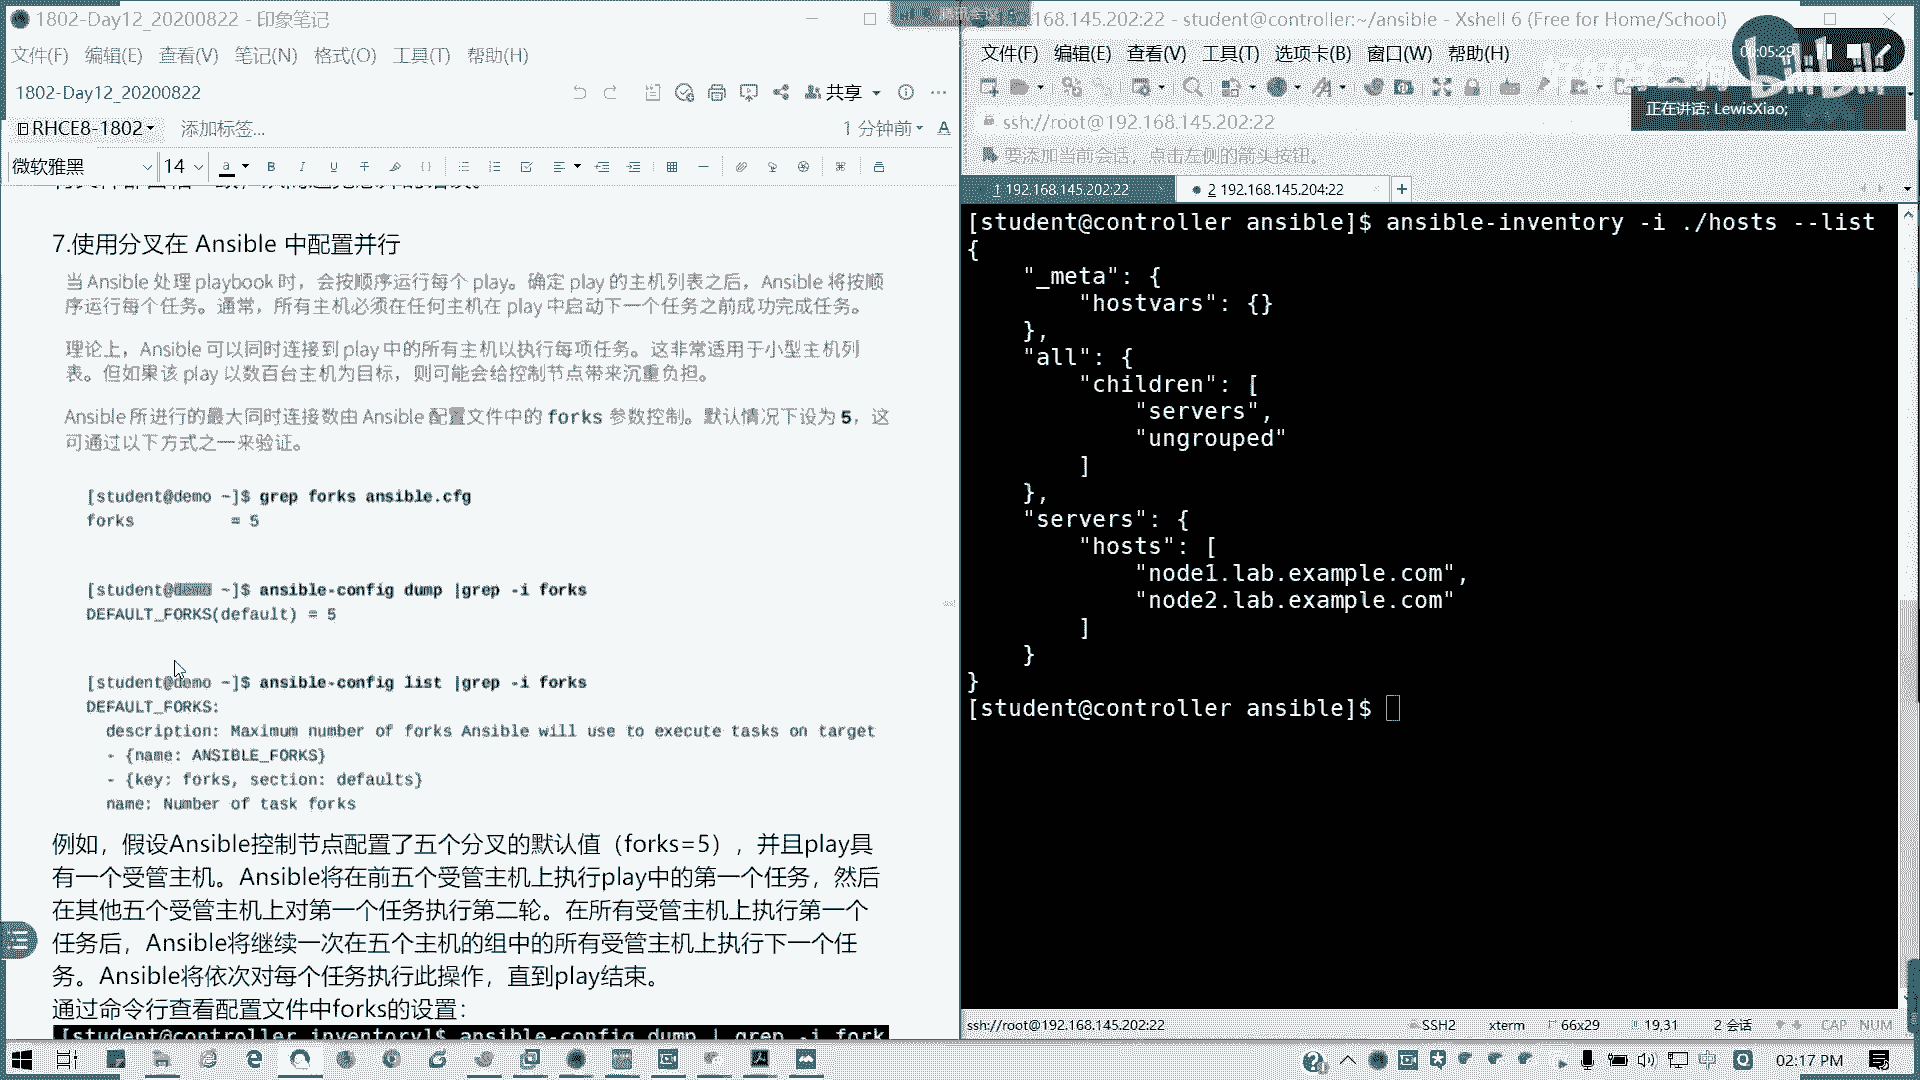 1802-Day12_20200822 - 印象笔记
文件(F) 编辑(E) 查看(V) 笔记(N) 格式(O) 工具(T) 帮助(H)
1802-Day12_20200822
共享
RHCE8-1802 添加标签...
1 分钟前
微软雅黑 14
7.使用分叉在 Ansible 中配置并行
当 Ansible 处理 playbook 时，会按顺序运行每个 play。确定 play 的主机列表之后，Ansible 将按顺
序运行每个任务。通常，所有主机必须在任何主机在 play 中启动下一个任务之前成功完成任务。
理论上，Ansible 可以同时连接到 play 中的所有主机以执行每项任务。这非常适用于小型主机列
表。但如果该 play 以数百台主机为目标，则可能会给控制节点带来沉重负担。
Ansible 所进行的最大同时连接数由 Ansible 配置文件中的 forks 参数控制。默认情况下设为 5，这
可通过以下方式之一来验证。
[student@demo ~]$ grep forks ansible.cfg
forks = 5
[student@demo ~]$ ansible-config dump |grep -i forks
DEFAULT_FORKS(default) = 5
[student@demo ~]$ ansible-config list |grep -i forks
DEFAULT_FORKS:
description: Maximum number of forks Ansible will use to execute tasks on target
- {name: ANSIBLE_FORKS}
- {key: forks, section: defaults}
name: Number of task forks
例如，假设Ansible控制节点配置了五个分叉的默认值（forks=5），并且play具
有一个受管主机。Ansible将在前五个受管主机上执行play中的第一个任务，然后
在其他五个受管主机上对第一个任务执行第二轮。在所有受管主机上执行第一个
任务后，Ansible将继续一次在五个主机的组中的所有受管主机上执行下一个任
务。Ansible将依次对每个任务执行此操作，直到play结束。
通过命令行查看配置文件中forks的设置：
[student@controller inventory]$ ansible-config dump | grep -i fork
168.145.202:22 - student@controller:~/ansible - Xshell 6 (Free for Home/School)
文件(F) 编辑(E) 查看(V) 工具(T) 选项卡(B) 窗口(W) 帮助(H)
00:05:29
bilibili
正在讲话: LewisXiao;
ssh://root@192.168.145.202:22
要添加当前会话，点击左侧的箭头按钮。
1 192.168.145.202:22
2 192.168.145.204:22
[student@controller ansible]$ ansible-inventory -i ./hosts --list
{
"_meta": {
"hostvars": {}
},
"all": {
"children": [
"servers",
"ungrouped"
]
},
"servers": {
"hosts": [
"node1.lab.example.com",
"node2.lab.example.com"
]
}
}
[student@controller ansible]$
ssh://root@192.168.145.202:22 SSH2 xterm 66x29 19,31 2 会话 CAP NUM
中 02:17 PM